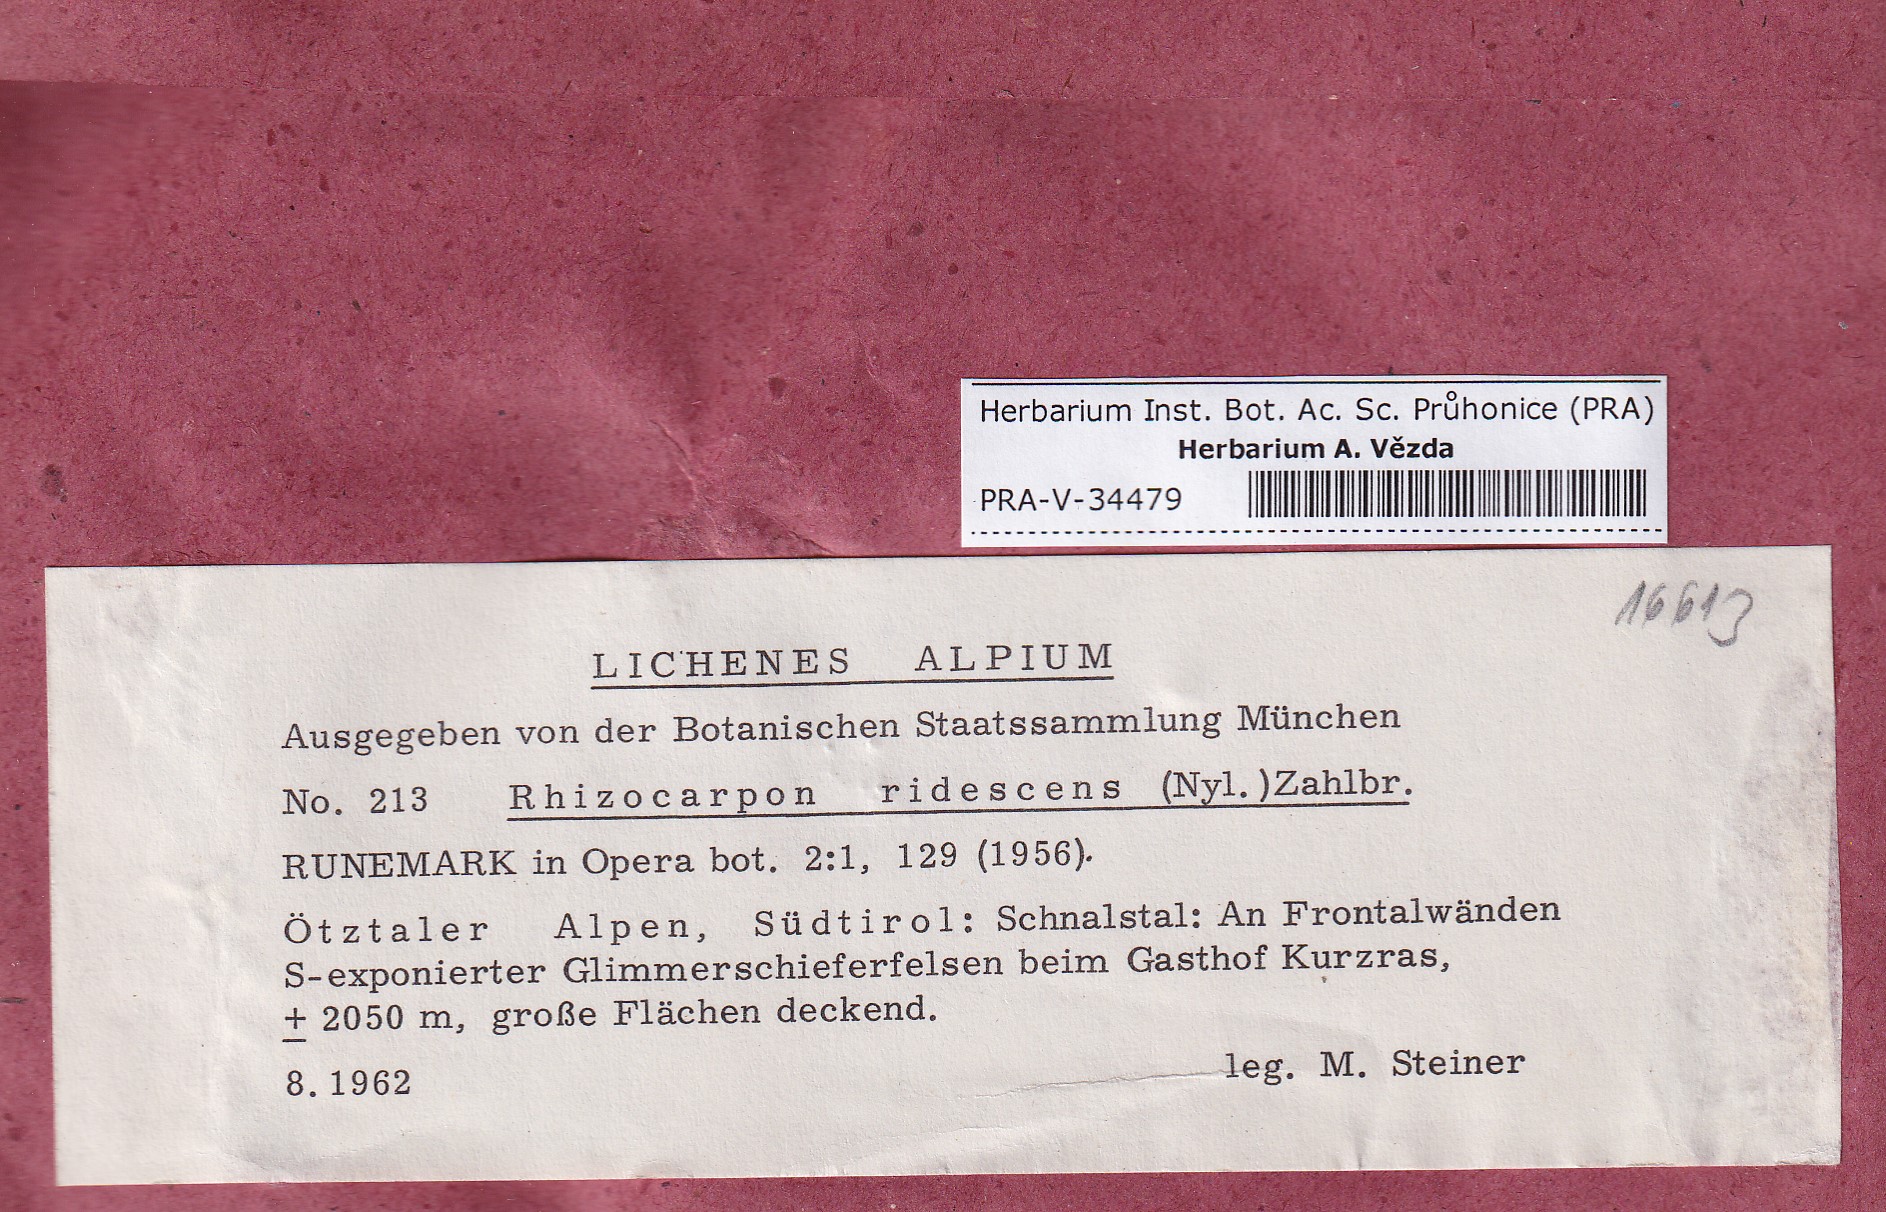 Herbarium Inst. Bot. Ac. Sc. Průhonice (PRA)
Herbarium A. Vězda
PRA-V-34479
16613
LICHENES ALPIUM
Ausgegeben von der Botanischen Staatssammlung München
No. 213 Rhizocarpon ridescens (Nyl.)Zahlbr.
RUNEMARK in Opera bot. 2:1, 129 (1956).
Ötztaler Alpen, Südtirol: Schnalstal: An Frontalwänden
S-exponierter Glimmerschieferfelsen beim Gasthof Kurzras,
± 2050 m, große Flächen deckend.
8. 1962 leg. M. Steiner